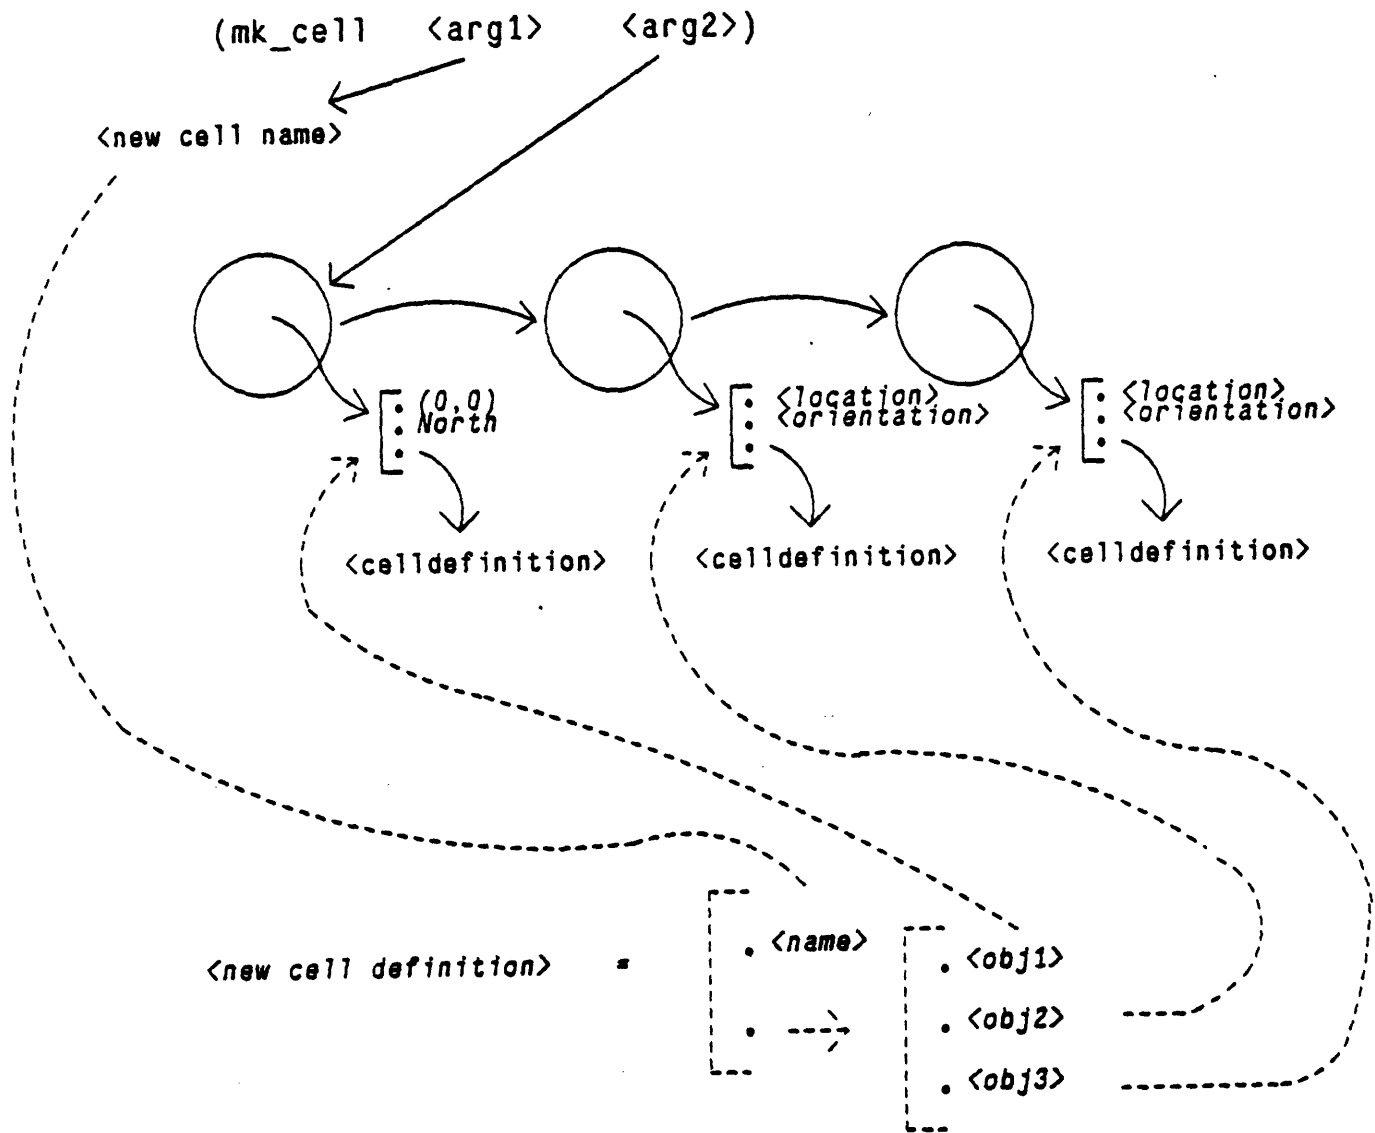 (mk_cell <arg1> <arg2>)
<new cell name>
(0,0)
North
<location>
<orientation>
<location>
<orientation>
<celldefinition>
<celldefinition>
<celldefinition>
<name>
<new cell definition> =
<obj1>
<obj2>
<obj3>